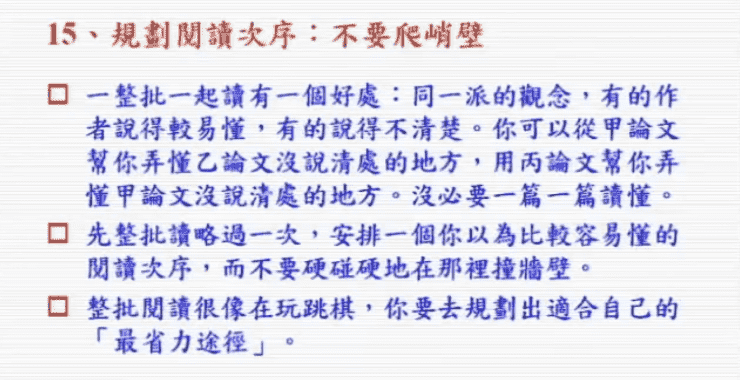 15、規劃閱讀次序：不要爬峭壁
一整批一起讀有一個好處：同一派的觀念，有的作
者說得較易懂，有的說得不清楚。你可以從甲論文
幫你弄懂乙論文沒說清處的地方，用丙論文幫你弄
懂甲論文沒說清處的地方。沒必要一篇一篇讀懂。
先整批讀略過一次，安排一個你以為比較容易懂的
閱讀次序，而不要硬碰硬地在那裡撞牆壁。
整批閱讀很像在玩跳棋，你要去規劃出適合自己的
「最省力途徑」。